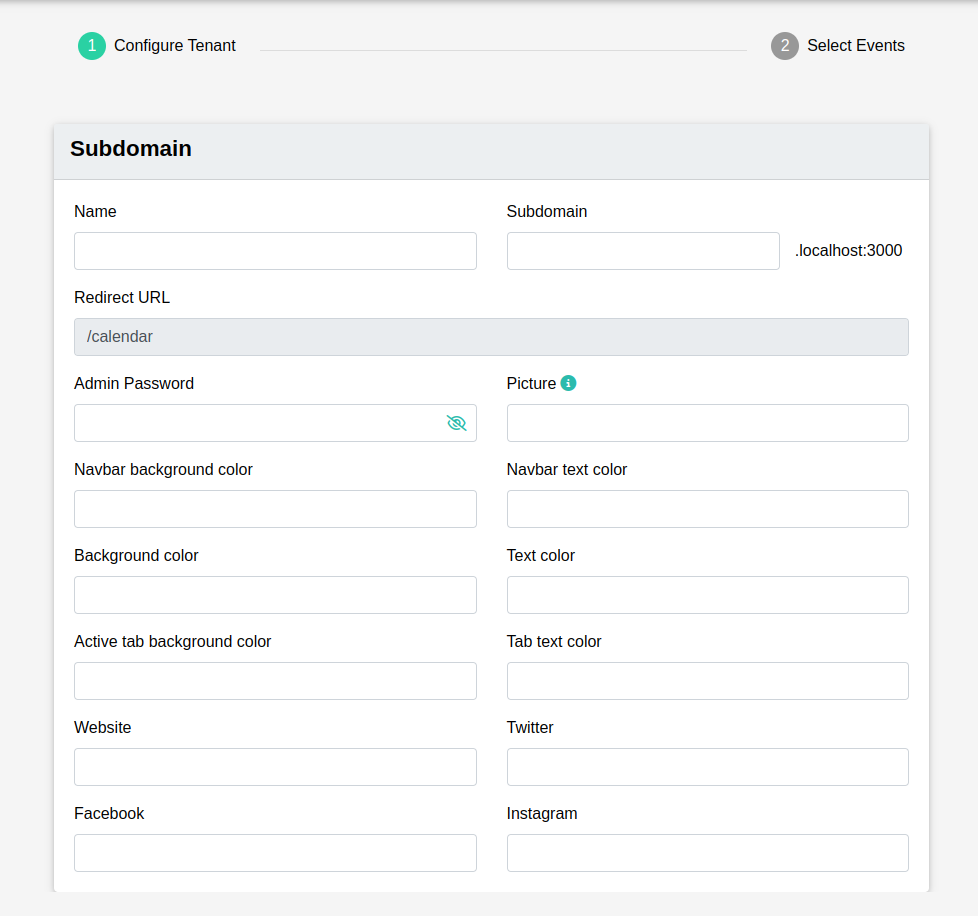 1 Configure Tenant
2 Select Events
Subdomain
Name
Subdomain
.localhost:3000
Redirect URL
/calendar
Admin Password
Picture
Navbar background color
Navbar text color
Background color
Text color
Active tab background color
Tab text color
Website
Twitter
Facebook
Instagram